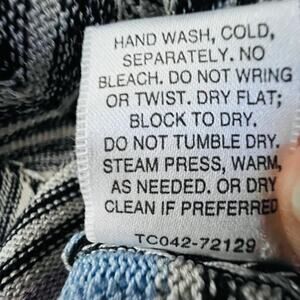 HAND WASH, COLD,
SEPARATELY. NO
BLEACH. DO NOT WRING
OR TWIST. DRY FLAT;
BLOCK TO DRY.
DO NOT TUMBLE DRY.
STEAM PRESS, WARM,
AS NEEDED. OR DRY
CLEAN IF PREFERRED
TC042-72129